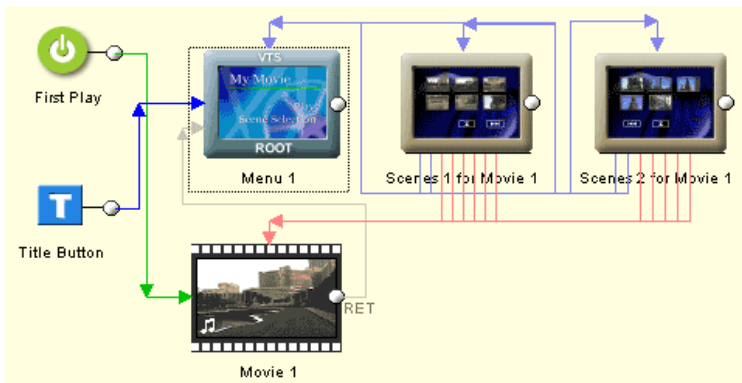 VTS
My Movie
Play
Scene Selection
ROOT
First Play
Menu 1
Scenes 1 for Movie 1
Scenes 2 for Movie 1
T
Title Button
RET
Movie 1